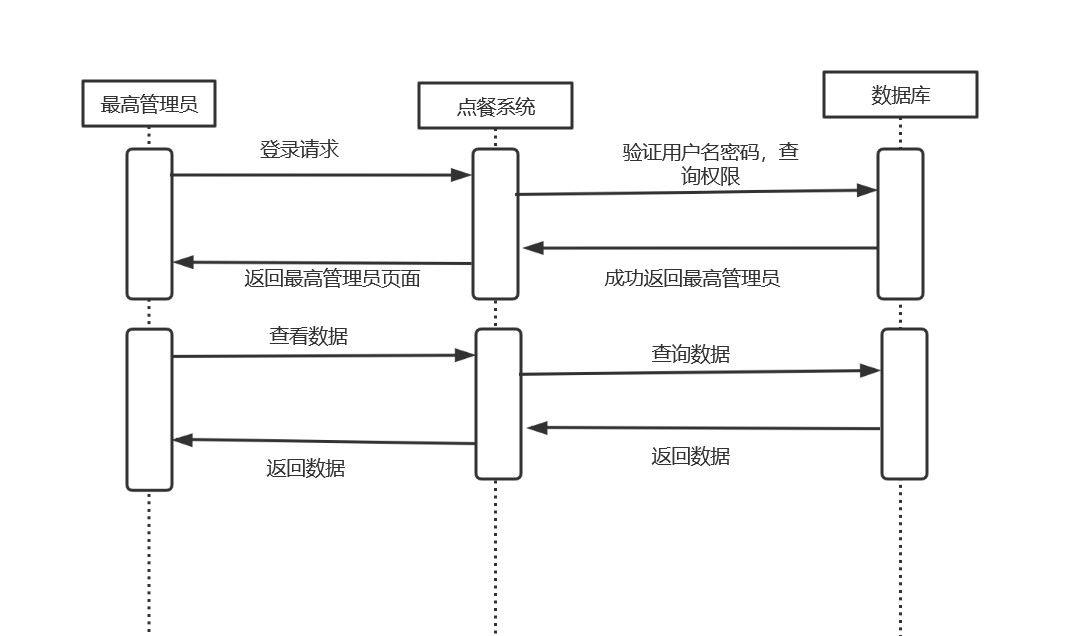 最高管理员
点餐系统
数据库
登录请求
验证用户名密码，查
询权限
返回最高管理员页面
成功返回最高管理员
查看数据
查询数据
返回数据
返回数据